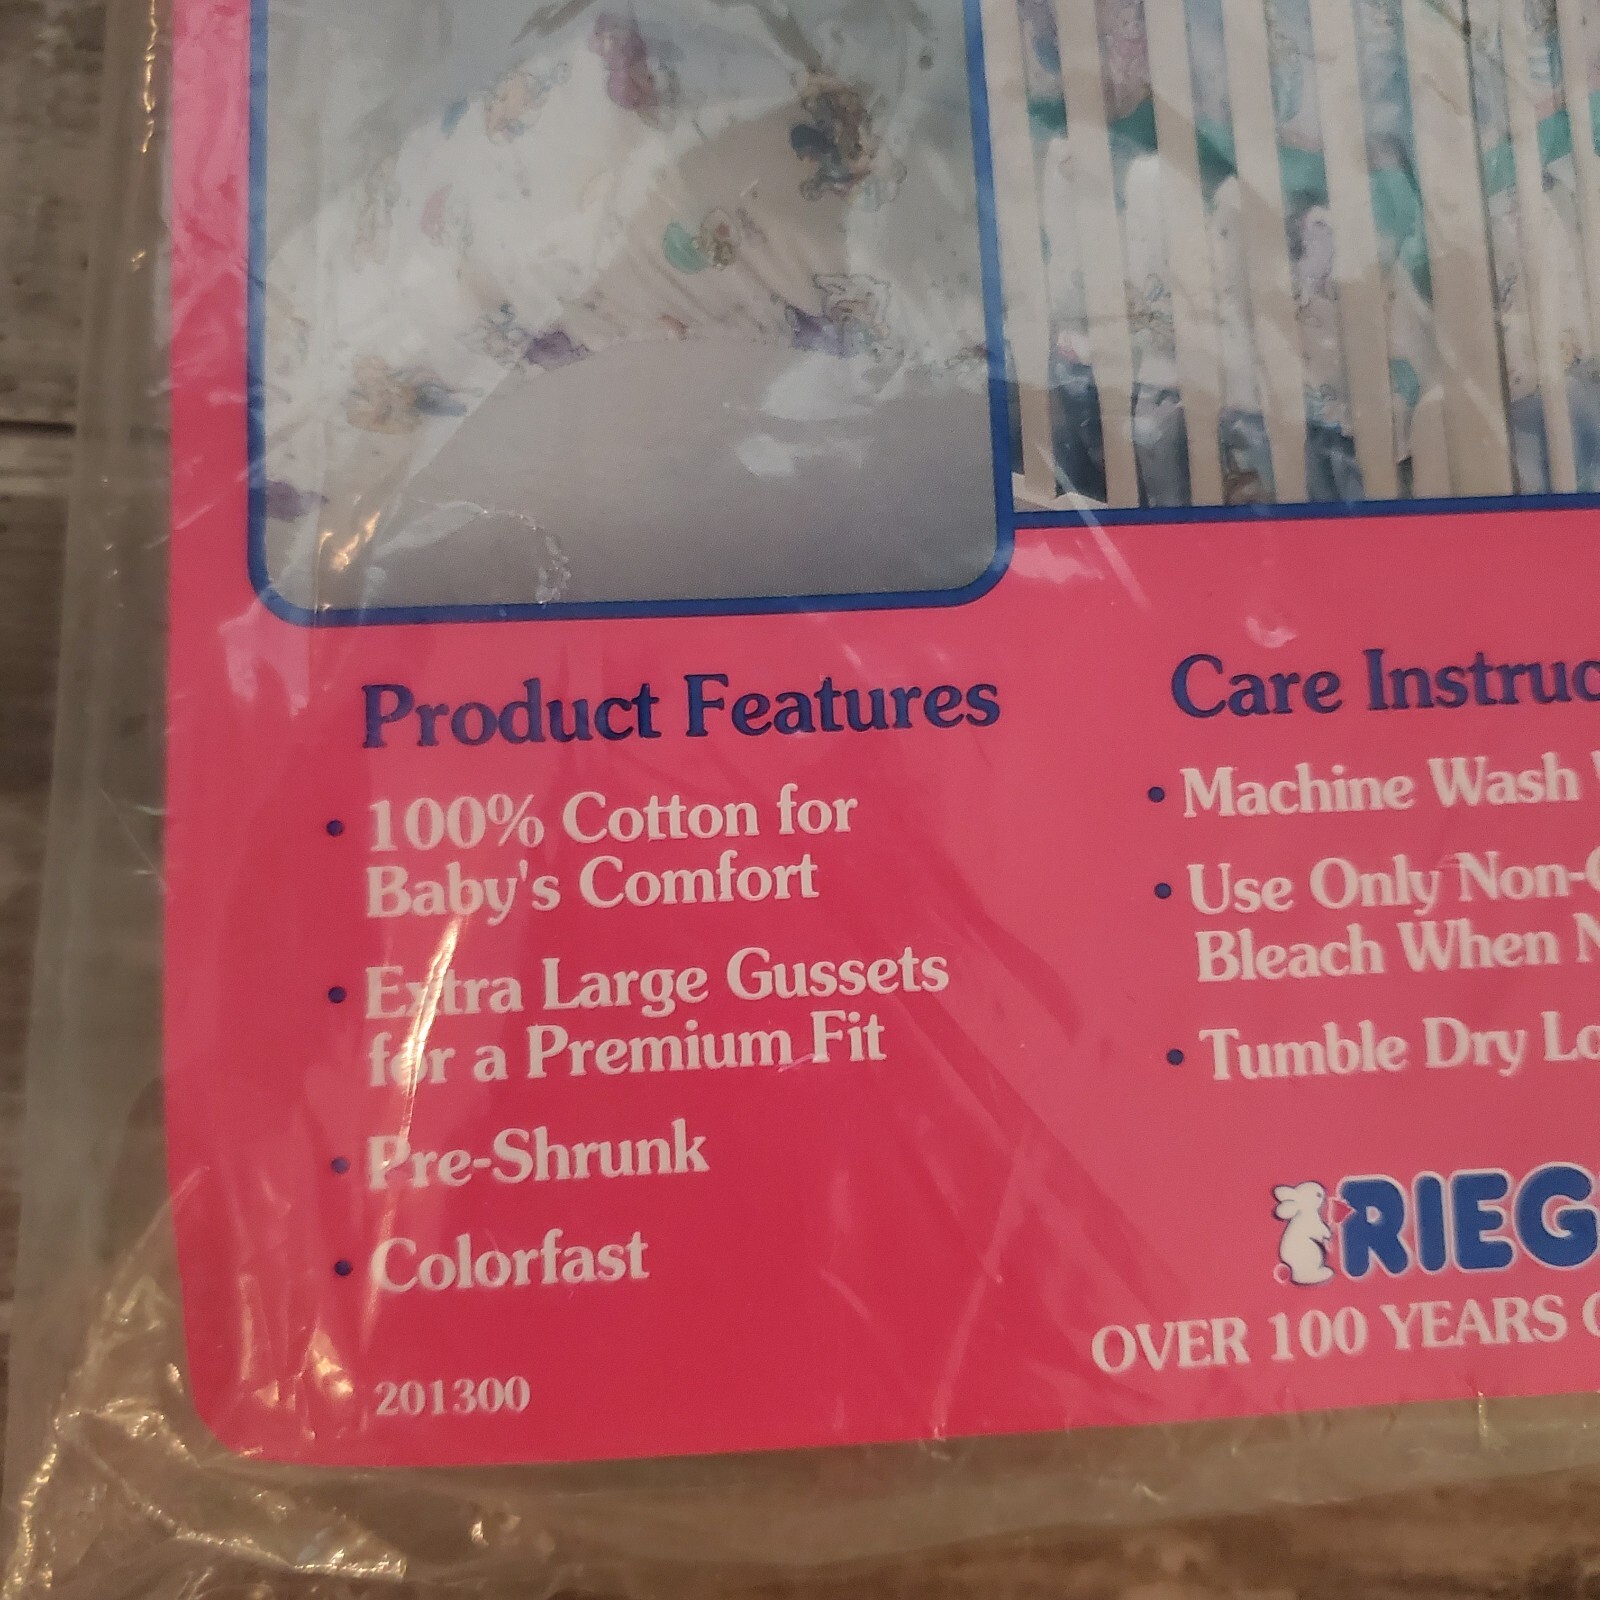 Product Features
• 100% Cotton for
Baby's Comfort
• Extra Large Gussets
for a Premium Fit
• Pre-Shrunk
• Colorfast
201300
Care Instruc
• Machine Wash
• Use Only Non-
Bleach When
• Tumble Dry Lo
RIEG
OVER 100 YEARS